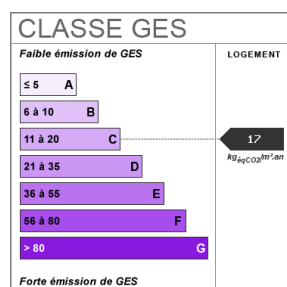 CLASSE GES
Faible émission de GES
LOGEMENT
≤ 5 A
6 à 10 B
11 à 20 C
17
kgéqCO2/m².an
21 à 35 D
36 à 55 E
56 à 80 F
> 80 G
Forte émission de GES